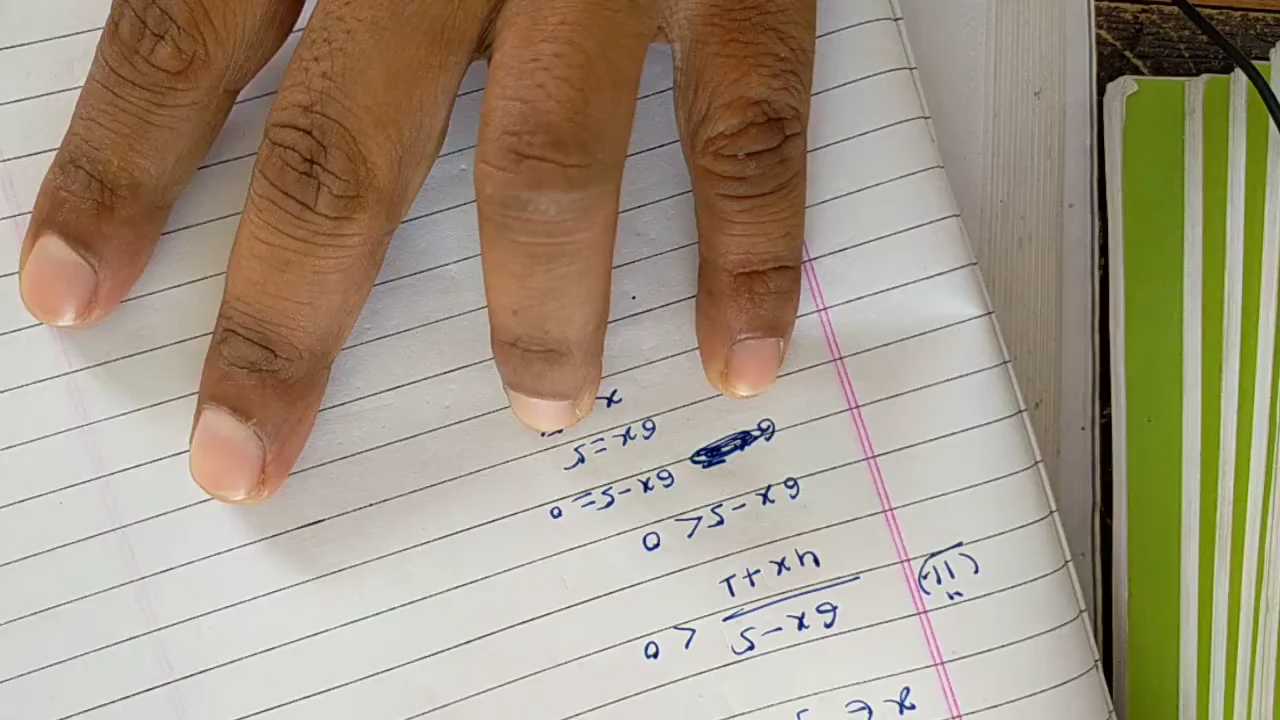 x ∈
(ii) 6x-5 < 0
4x+1
6x-5 < 0
6x-5=0
6x=5
x